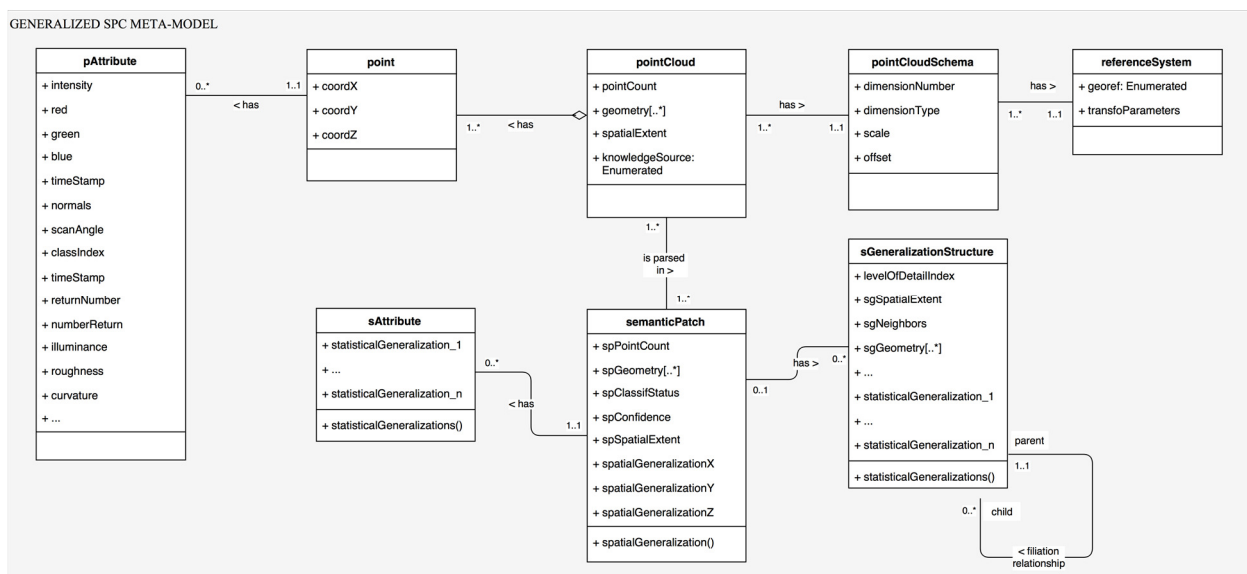 GENERALIZED SPC META-MODEL
pAttribute
+ intensity
+ red
+ green
+ blue
+ timeStamp
+ normals
+ scanAngle
+ classIndex
+ timeStamp
+ returnNumber
+ numberReturn
+ illuminance
+ roughness
+ curvature
+ ...
0..*
1..1
< has
point
+ coordX
+ coordY
+ coordZ
1..*
< has
pointCloud
+ pointCount
+ geometry[..*]
+ spatialExtent
+ knowledgeSource:
Enumerated
has >
1..*
1..1
pointCloudSchema
+ dimensionNumber
+ dimensionType
+ scale
+ offset
has >
1..*
1..1
referenceSystem
+ georef: Enumerated
+ transfoParameters
1..*
is parsed
in >
1..*
sAttribute
+ statisticalGeneralization_1
+ ...
+ statisticalGeneralization_n
+ statisticalGeneralizations()
0..*
< has
1..1
semanticPatch
+ spPointCount
+ spGeometry[..*]
+ spClassifStatus
+ spConfidence
+ spSpatialExtent
+ spatialGeneralizationX
+ spatialGeneralizationY
+ spatialGeneralizationZ
+ spatialGeneralization()
has >
0..*
0..1
sGeneralizationStructure
+ levelOfDetailIndex
+ sgSpatialExtent
+ sgNeighbors
+ sgGeometry[..*]
+ ...
+ statisticalGeneralization_1
+ ...
+ statisticalGeneralization_n
+ statisticalGeneralizations()
parent
1..1
0..*
child
< filiation
relationship